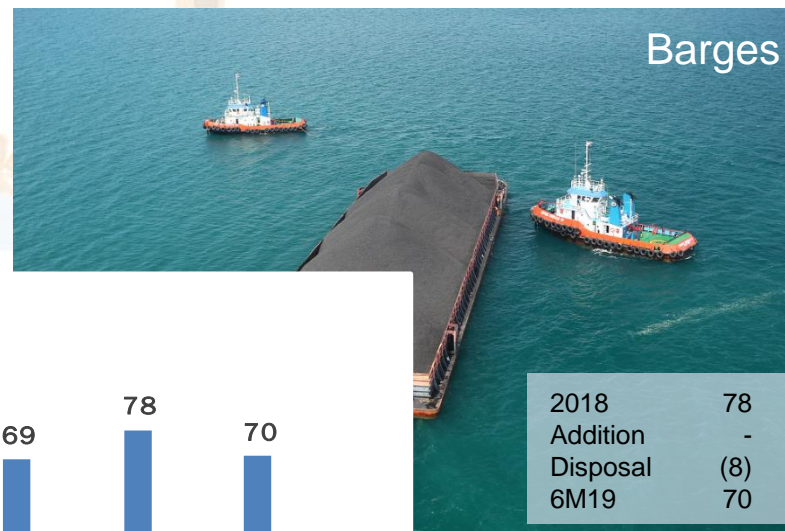 Barges
78
69
70
2018 78
Addition -
Disposal (8)
6M19 70